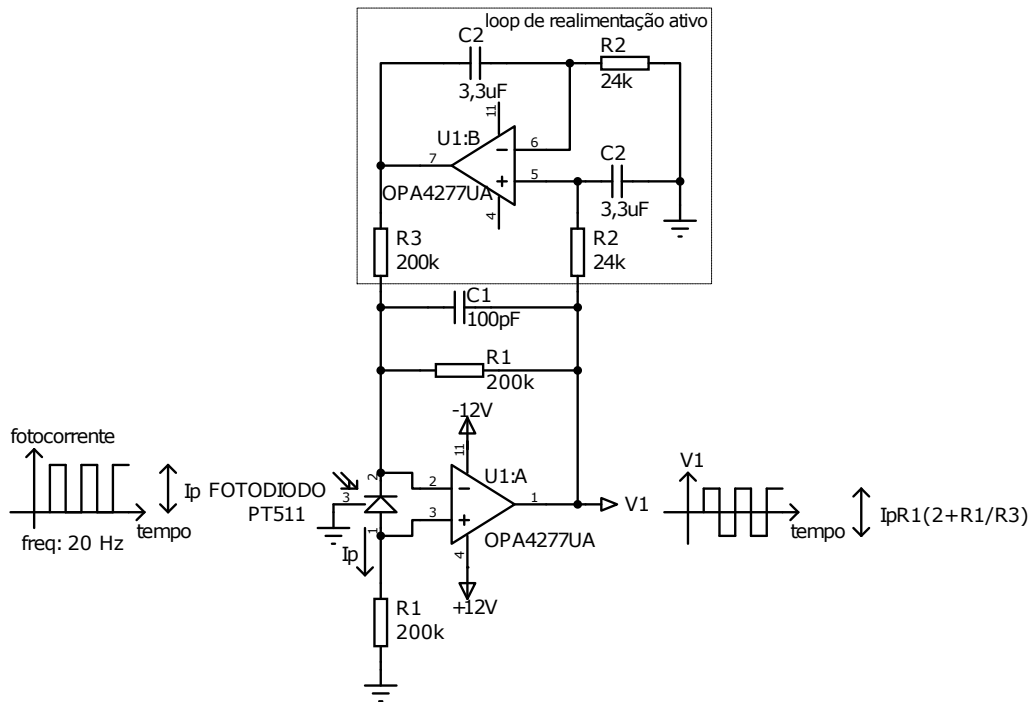 loop de realimentação ativo
C2
3,3uF
R2
24k
11
U1:B
6
7
5
C2
3,3uF
OPA4277UA
4
R3
200k
R2
24k
C1
100pF
R1
200k
-12V
fotocorrente
11
U1:A
V1
Ip
FOTODIODO
PT511
2
3
1
2
3
1
V1
IpR1(2+R1/R3)
tempo
freq: 20 Hz
Ip
OPA4277UA
tempo
4
+12V
R1
200k